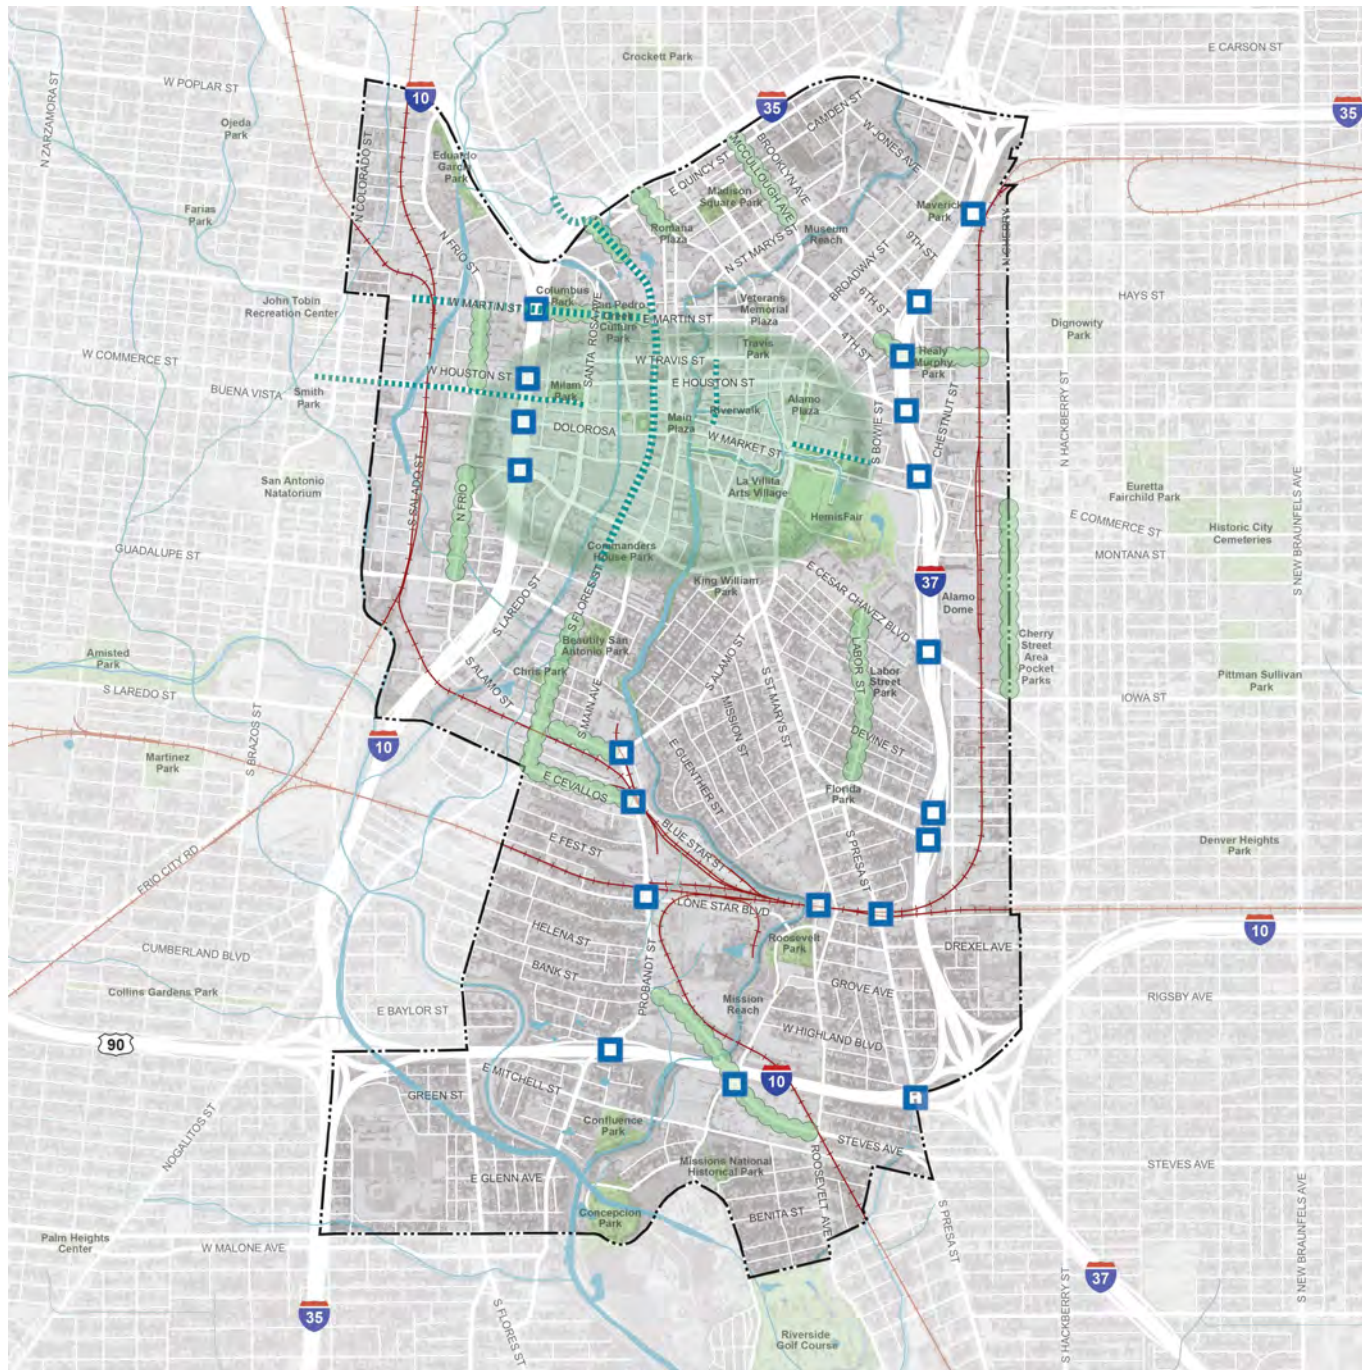 E CARSON ST
Crockett Park
W POPLAR ST
N ZARZAMORA ST
10
35
35
CAMDEN ST
W JONES AVE
BROOKLYN AVE
MCCULLOUGH AVE
E QUINCY ST
Ojeda
Park
Eduardo
Garcia
Park
N COLORADO ST
Madison
Square Park
Maverick
Park
Farias
Park
Romana
Plaza
Museum
Reach
N ST MARYS ST
9TH ST
N CHERRY
N FRIO ST
BROADWAY ST
6TH ST
John Tobin
Recreation Center
W MARTIN ST
Columbus
Park
San Pedro
Creek
Culture
Park
E MARTIN ST
SANTA ROSA AVE
Veterans
Memorial
Plaza
HAYS ST
Dignowity
Park
4TH ST
Travis
Park
W TRAVIS ST
W COMMERCE ST
Healy
Murphy
Park
W HOUSTON ST
E HOUSTON ST
BUENA VISTA
Smith
Park
Milam
Park
Alamo
Plaza
Riverwalk
Main
Plaza
DOLOROSA
W MARKET ST
S BOWIE ST
CHESTNUT ST
N HACKBERRY ST
San Antonio
Natatorium
S SALADO ST
N FRIO
La Villita
Arts Village
Euretta
Fairchild Park
S NEW BRAUNFELS AVE
HemisFair
E COMMERCE ST
Historic City
Cemeteries
GUADALUPE ST
MONTANA ST
Commanders
House Park
King William
Park
E CESAR CHAVEZ BLVD
37
Alamo
Dome
S LAREDO ST
S FLORES ST
Beautify San
Antonio Park
Amisted
Park
Chris Park
S ALAMO ST
S ALAMO ST
LABOR ST
Labor
Street
Park
Cherry
Street
Area
Pocket
Parks
Pittman Sullivan
Park
S LAREDO ST
IOWA ST
S BRAZOS ST
S MAIN AVE
MISSION ST
S ST MARYS ST
DEVINE ST
10
Martinez
Park
E GUENTHER ST
E CEVALLOS
Florida
Park
BLUE STAR ST
E FEST ST
S PRESA ST
Denver Heights
Park
FRIO CITY RD
LONE STAR BLVD
10
HELENA ST
Roosevelt
Park
DREXEL AVE
CUMBERLAND BLVD
BANK ST
PROBANDT ST
GROVE AVE
Collins Gardens Park
Mission
Reach
RIGSBY AVE
E BAYLOR ST
W HIGHLAND BLVD
90
E MITCHELL ST
10
GREEN ST
Confluence
Park
NOGALITOS ST
STEVES AVE
STEVES AVE
Missions National
Historical Park
E GLENN AVE
ROOSEVELT AVE
S NEW BRAUNFELS AVE
Concepcion
Park
BENITA ST
S PRESA ST
Palm Heights
Center
W MALONE AVE
37
35
S FLORES ST
S HACKBERRY ST
Riverside
Golf Course